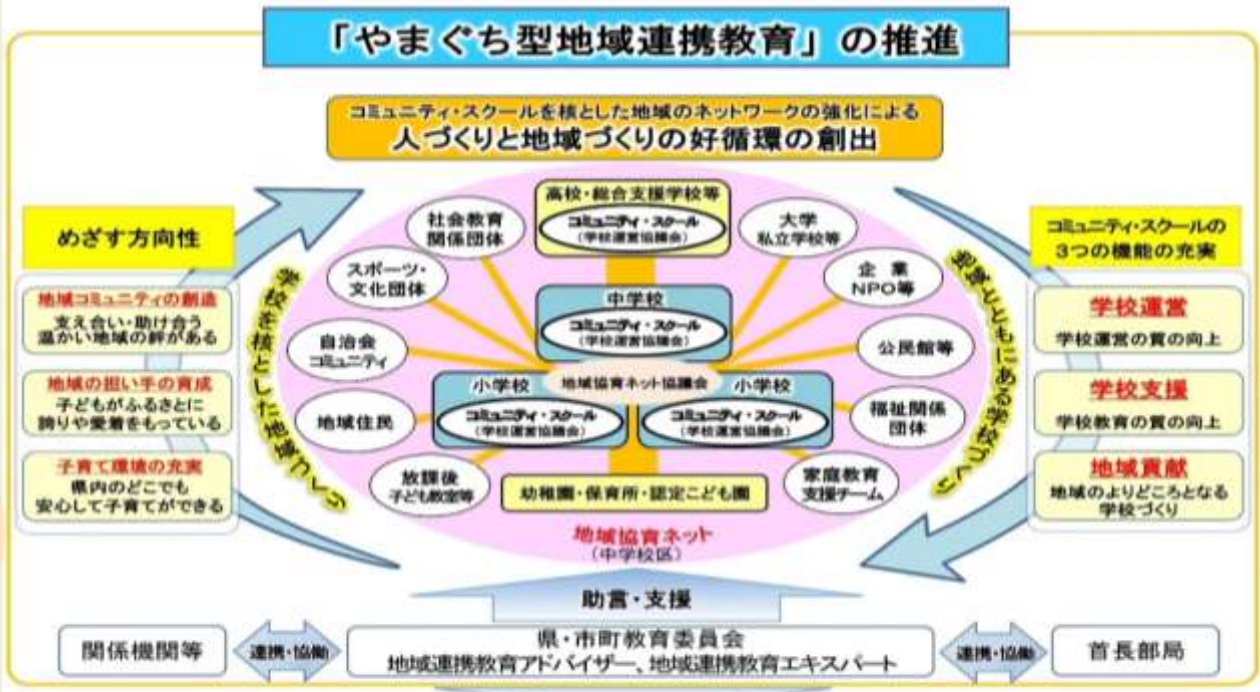 「やまぐち型地域連携教育」の推進
コミュニティ・スクールを核とした地域のネットワークの強化による
人づくりと地域づくりの好循環の創出
めざす方向性
地域コミュニティの創造
支え合い・助け合う
温かい地域の絆がある
地域の担い手の育成
子どもがふるさとに
誇りや愛着をもっている
子育て環境の充実
県内のどこでも
安心して子育てができる
学校を核とした地域づくり
高校・総合支援学校等
コミュニティ・スクール
(学校運営協議会)
社会教育
関係団体
スポーツ・
文化団体
自治会
コミュニティ
地域住民
放課後
子ども教室等
中学校
コミュニティ・スクール
(学校運営協議会)
地域協育ネット協議会
小学校
コミュニティ・スクール
(学校運営協議会)
小学校
コミュニティ・スクール
(学校運営協議会)
幼稚園・保育所・認定こども園
大学
私立学校等
企業
NPO等
公民館等
福祉関係
団体
家庭教育
支援チーム
地域協育ネット
(中学校区)
地域とともにある学校づくり
コミュニティ・スクールの
3つの機能の充実
学校運営
学校運営の質の向上
学校支援
学校教育の質の向上
地域貢献
地域のよりどころとなる
学校づくり
助言・支援
関係機関等
連携・協働
県・市町教育委員会
地域連携教育アドバイザー、地域連携教育エキスパート
連携・協働
首長部局